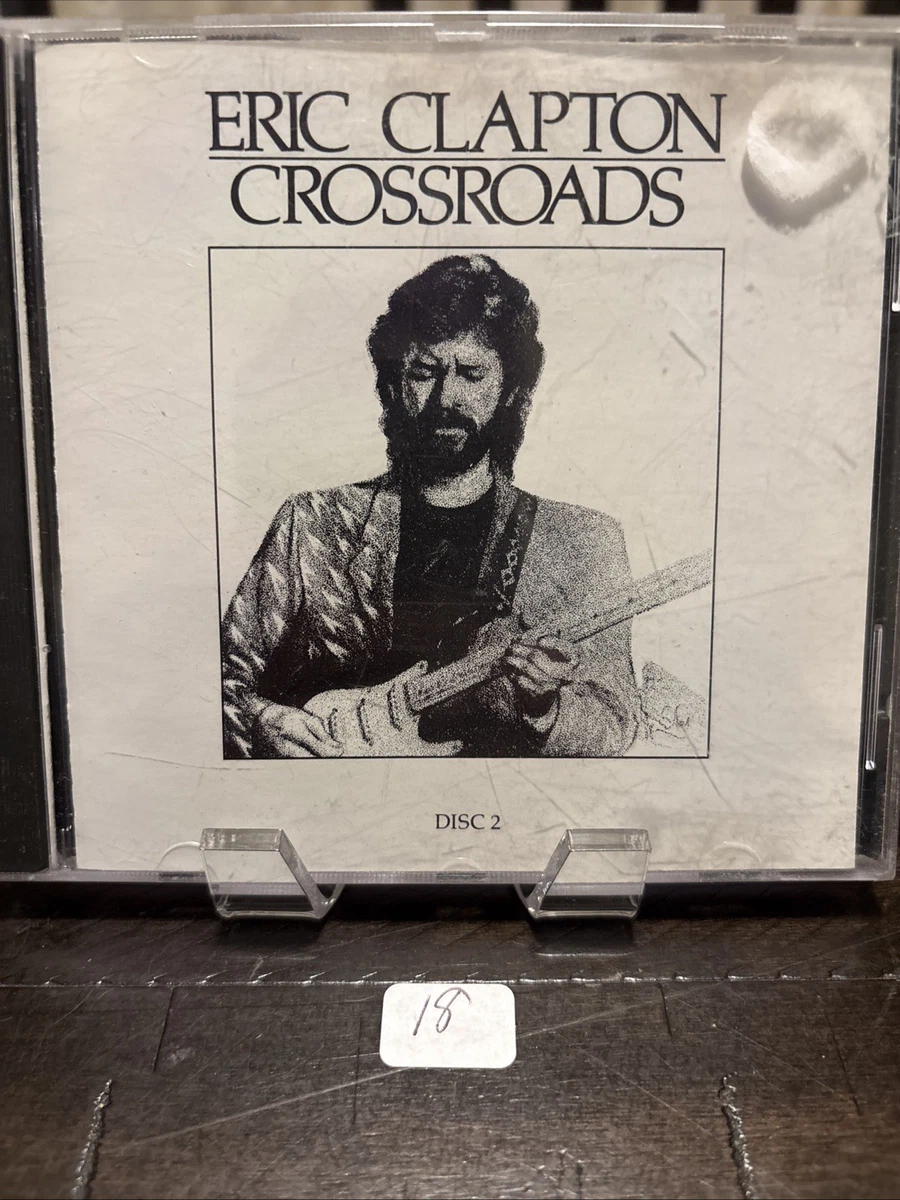 ERIC CLAPTON
CROSSROADS
DISC 2
18